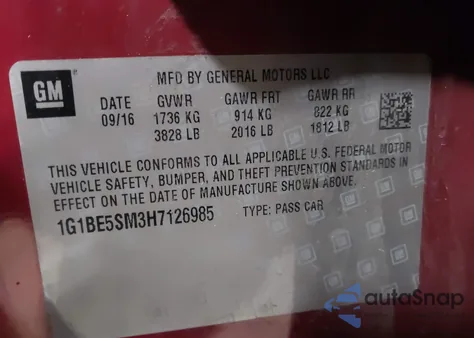 MFD BY GENERAL MOTORS LLC
GM
DATE GVWR GAWR FRT GAWR RR
09/16 1736 KG 914 KG 822 KG
3828 LB 2016 LB 1812 LB
THIS VEHICLE CONFORMS TO ALL APPLICABLE U.S. FEDERAL MOTOR
VEHICLE SAFETY, BUMPER, AND THEFT PREVENTION STANDARDS IN
EFFECT ON THE DATE OF MANUFACTURE SHOWN ABOVE.
1G1BE5SM3H7126985 TYPE: PASS CAR
autoSnap